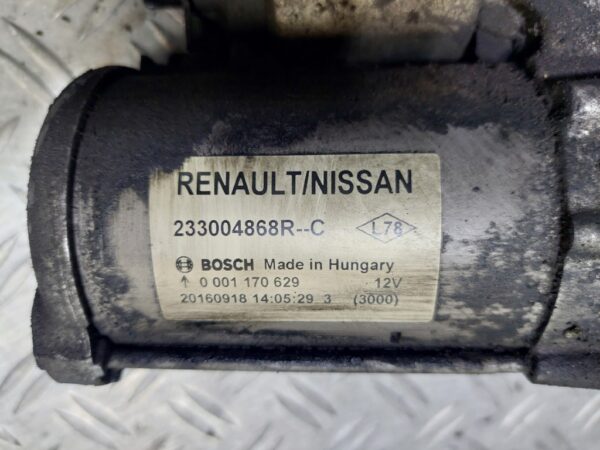 RENAULT/NISSAN
233004868R--C L78
BOSCH Made in Hungary
0 001 170 629 12V
20160918 14:05:29 3 (3000)